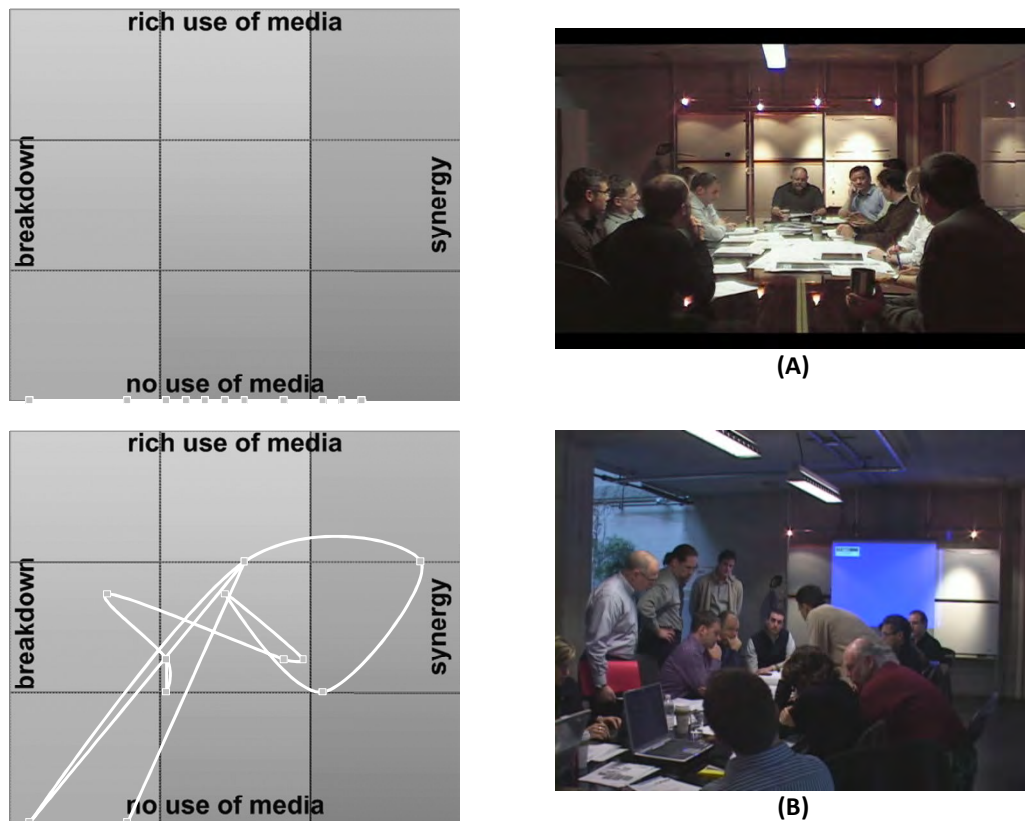 rich use of media
breakdown
synergy
no use of media
(A)
rich use of media
breakdown
synergy
no use of media
(B)